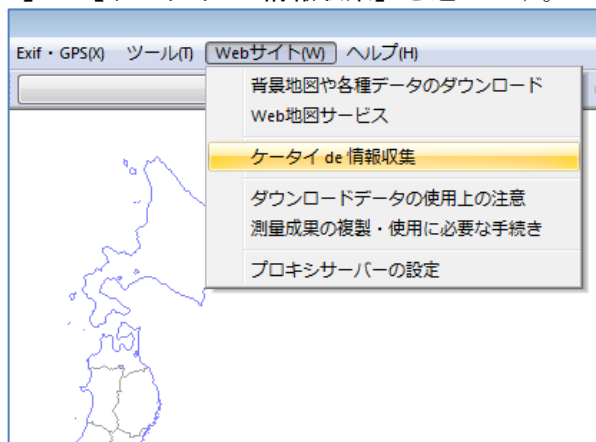 Exif・GPS(X) ツール(T) Webサイト(W) ヘルプ(H)
背景地図や各種データのダウンロード
Web地図サービス
ケータイ de 情報収集
ダウンロードデータの使用上の注意
測量成果の複製・使用に必要な手続き
プロキシサーバーの設定